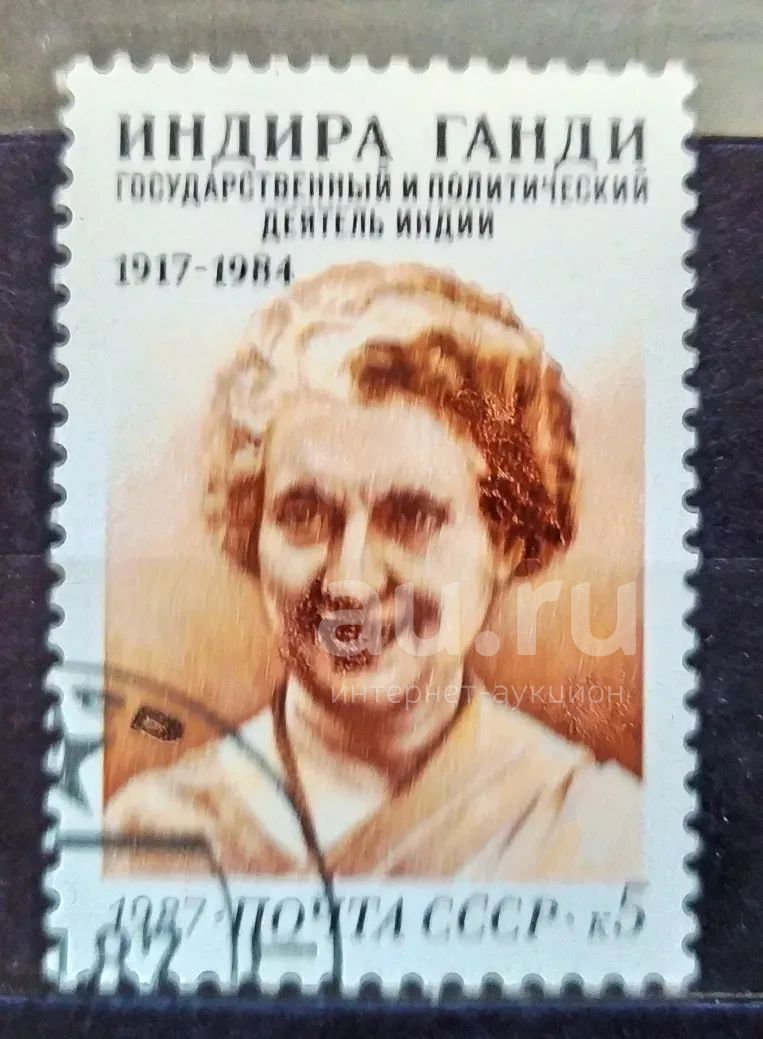 ИНДИРА ГАНДИ
ГОСУДАРСТВЕННЫЙ И ПОЛИТИЧЕСКИЙ
ДЕЯТЕЛЬ ИНДИИ
1917-1984
au.ru
интернет-аукцион
1987·ПОЧТА СССР·к5